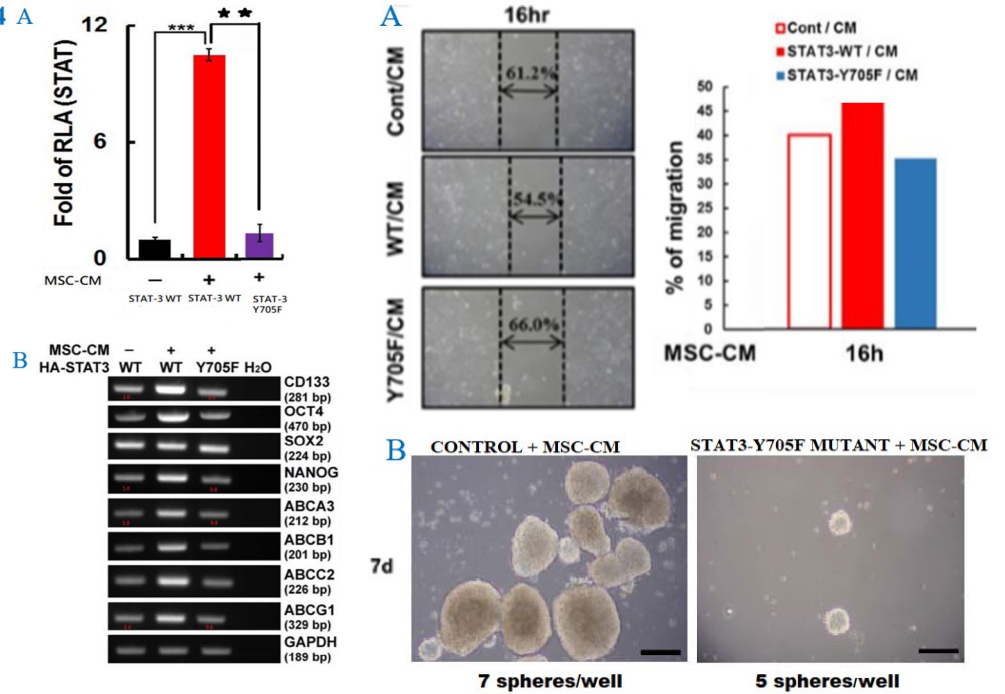 4 A
12
6
0
Fold of RLA (STAT)
***
★ ★
MSC-CM − + +
STAT-3 WT STAT-3 WT STAT-3
Y705F
B
MSC-CM − + +
HA-STAT3 WT WT Y705F H2O
CD133
(281 bp)
OCT4
(470 bp)
SOX2
(224 bp)
NANOG
(230 bp)
ABCA3
(212 bp)
ABCB1
(201 bp)
ABCC2
(226 bp)
ABCG1
(329 bp)
GAPDH
(189 bp)
A
16hr
Cont/CM
61.2%
WT/CM
54.5%
Y705F/CM
66.0%
Cont / CM
STAT3-WT / CM
STAT3-Y705F / CM
% of migration
50
45
40
35
30
25
20
15
10
5
0
MSC-CM 16h
B
CONTROL + MSC-CM
STAT3-Y705F MUTANT + MSC-CM
7d
7 spheres/well
5 spheres/well